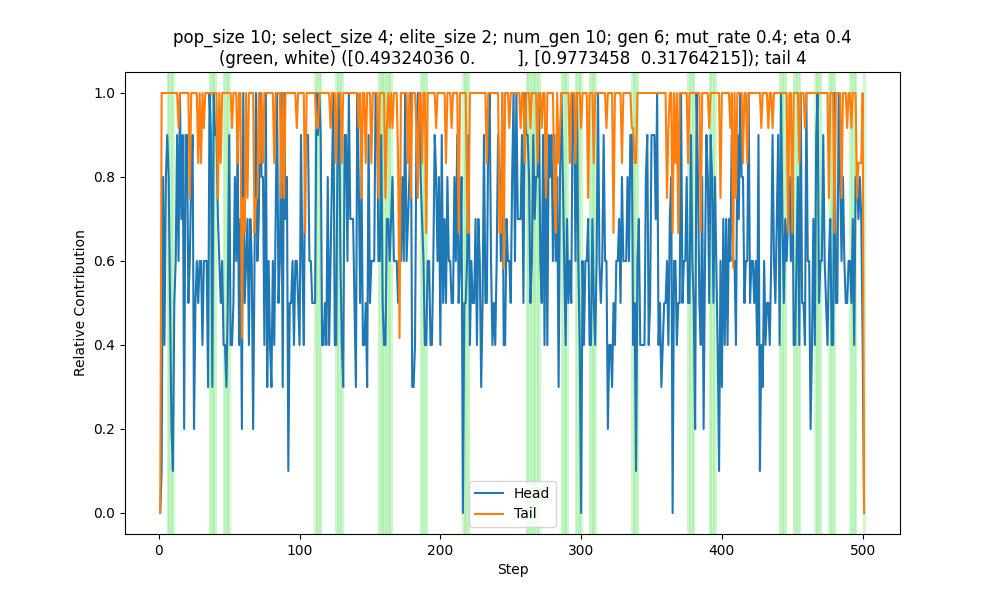 pop_size 10; select_size 4; elite_size 2; num_gen 10; gen 6; mut_rate 0.4; eta 0.4
(green, white) ([0.49324036 0.         ], [0.9773458  0.31764215]); tail 4
1.0
0.8
0.6
0.4
0.2
0.0
Relative Contribution
Head
Tail
0
100
200
300
400
500
Step